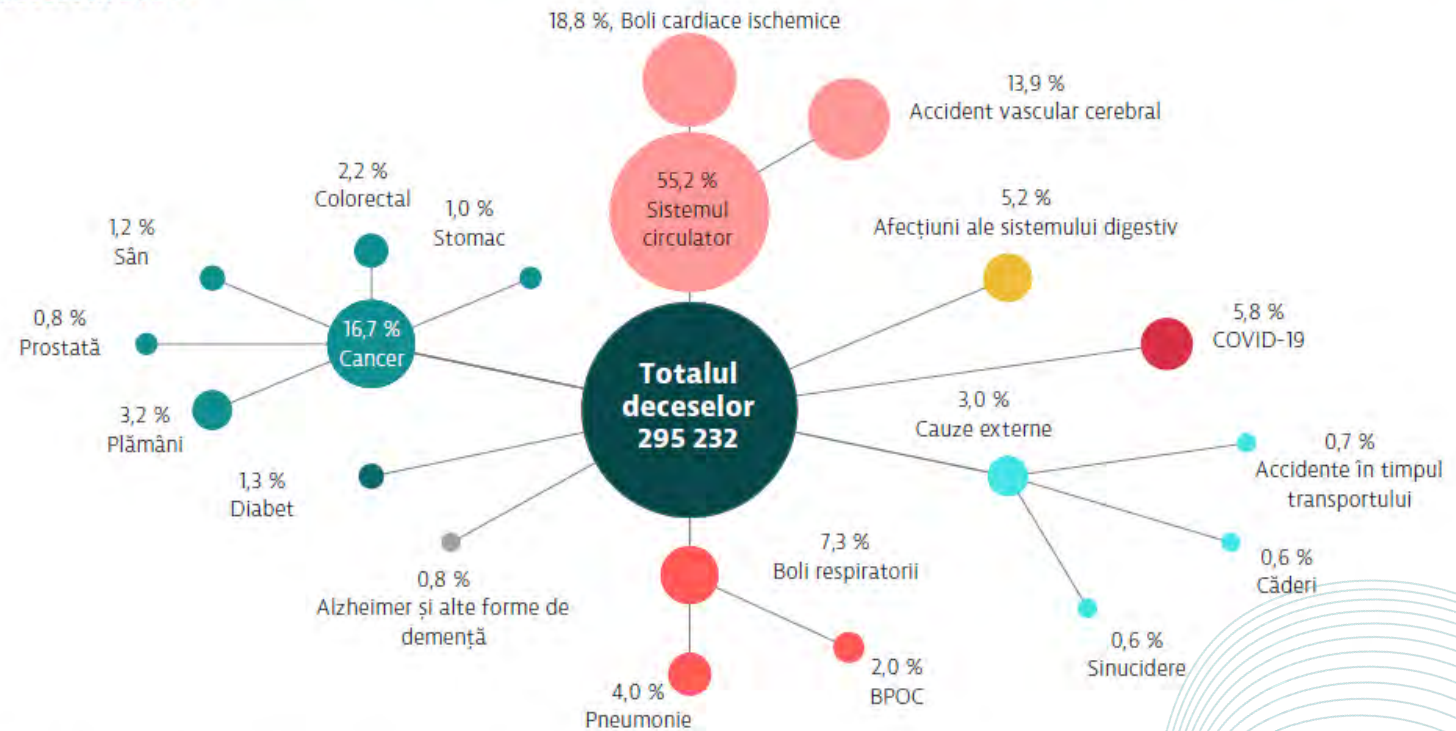 18,8 %, Boli cardiace ischemice
13,9 %
Accident vascular cerebral
55,2 %
Sistemul
circulator
2,2 %
Colorectal
1,0 %
Stomac
1,2 %
Sân
0,8 %
Prostată
16,7 %
Cancer
3,2 %
Plămâni
5,2 %
Afecțiuni ale sistemului digestiv
5,8 %
COVID-19
Totalul
deceselor
295 232
3,0 %
Cauze externe
0,7 %
Accidente în timpul
transportului
0,6 %
Căderi
0,6 %
Sinucidere
1,3 %
Diabet
0,8 %
Alzheimer și alte forme de
demență
7,3 %
Boli respiratorii
4,0 %
Pneumonie
2,0 %
BPOC